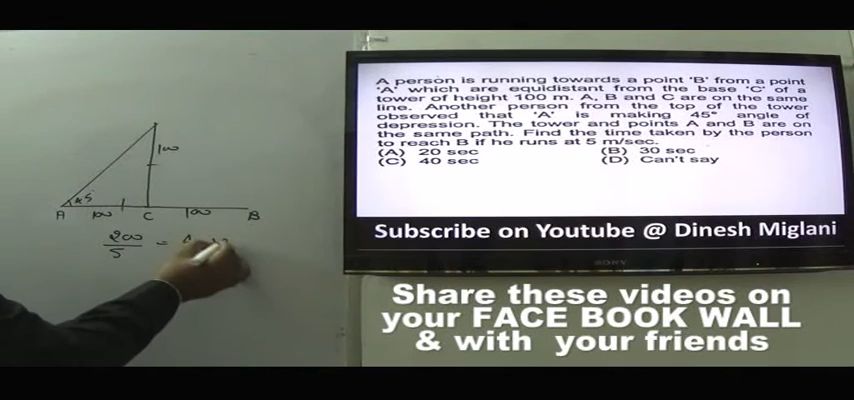 A person is running towards a point 'B' from a point
'A' which are equidistant from the base 'C' of a
tower of height 100 m. A, B and C are on the same
line. Another person from the top of the tower
observed that 'A' is making 45° angle of
depression. The tower and points A and B are on
the same path. Find the time taken by the person
to reach B if he runs at 5 m/sec.
(A) 20 sec (B) 30 sec
(C) 40 sec (D) Can't say
Subscribe on Youtube @ Dinesh Miglani
SONY
Share these videos on
your FACE BOOK WALL
& with your friends
100
45
A 100 C 100 B
200
5 =